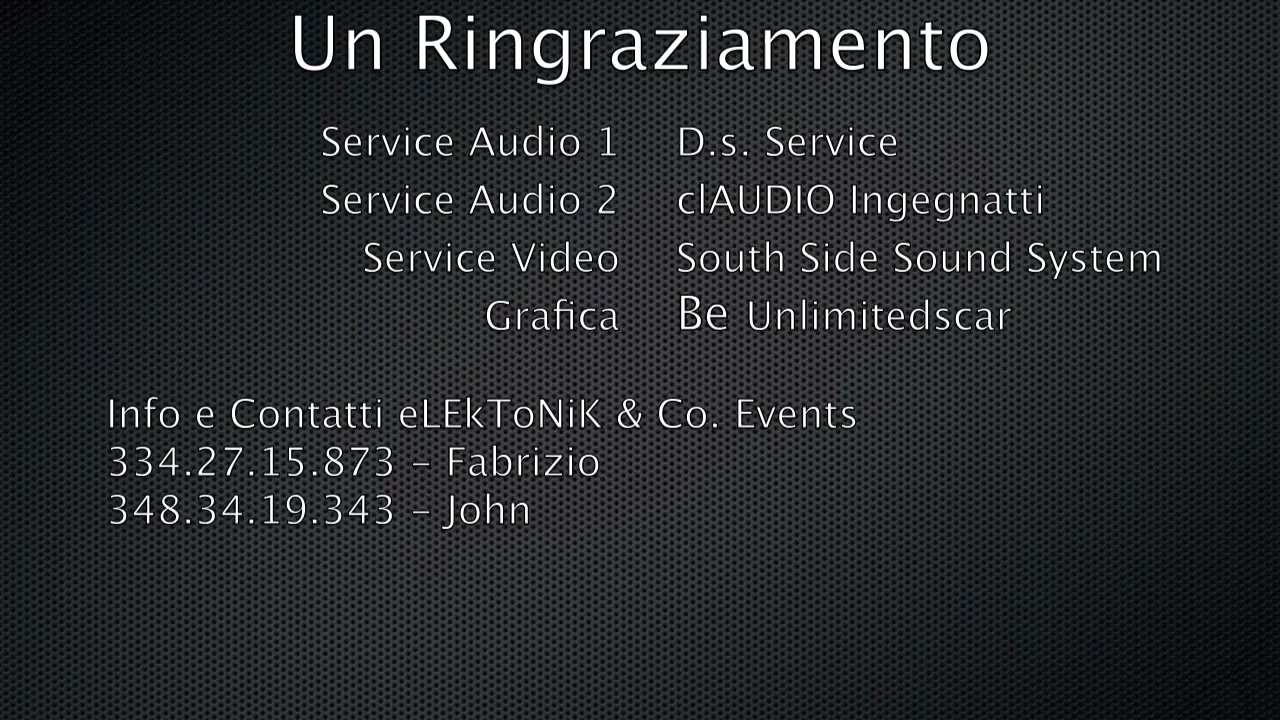 Un Ringraziamento
Service Audio 1 D.s. Service
Service Audio 2 clAUDIO Ingegnatti
Service Video South Side Sound System
Grafica Be Unlimitedscar
Info e Contatti eLEkToNiK & Co. Events
334.27.15.873 – Fabrizio
348.34.19.343 – John